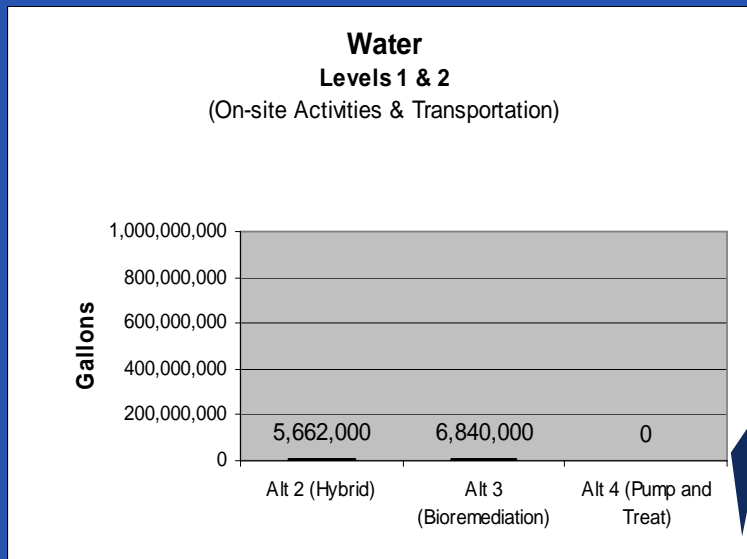 Water
Levels 1 & 2
(On-site Activities & Transportation)
Gallons
1,000,000,000
800,000,000
600,000,000
400,000,000
200,000,000
0
5,662,000
6,840,000
0
Alt 2 (Hybrid)
Alt 3
(Bioremediation)
Alt 4 (Pump and
Treat)